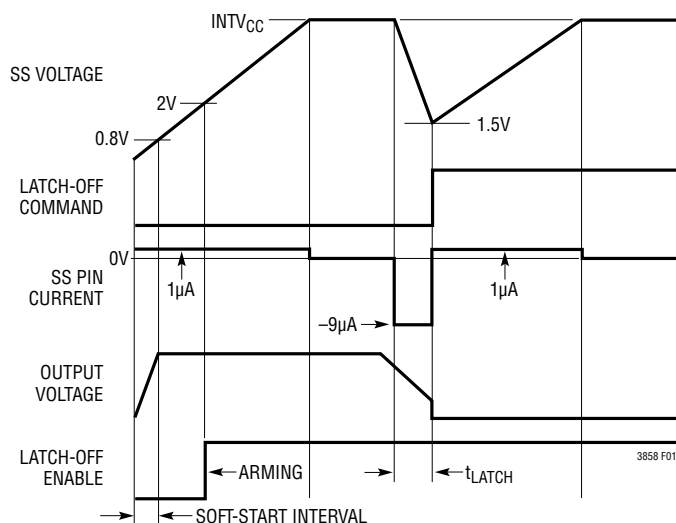 INTVCC
SS VOLTAGE
2V
0.8V
1.5V
LATCH-OFF
COMMAND
0V
SS PIN
CURRENT
1µA
1µA
–9µA
OUTPUT
VOLTAGE
LATCH-OFF
ENABLE
ARMING
tLATCH
3858 F01
SOFT-START INTERVAL